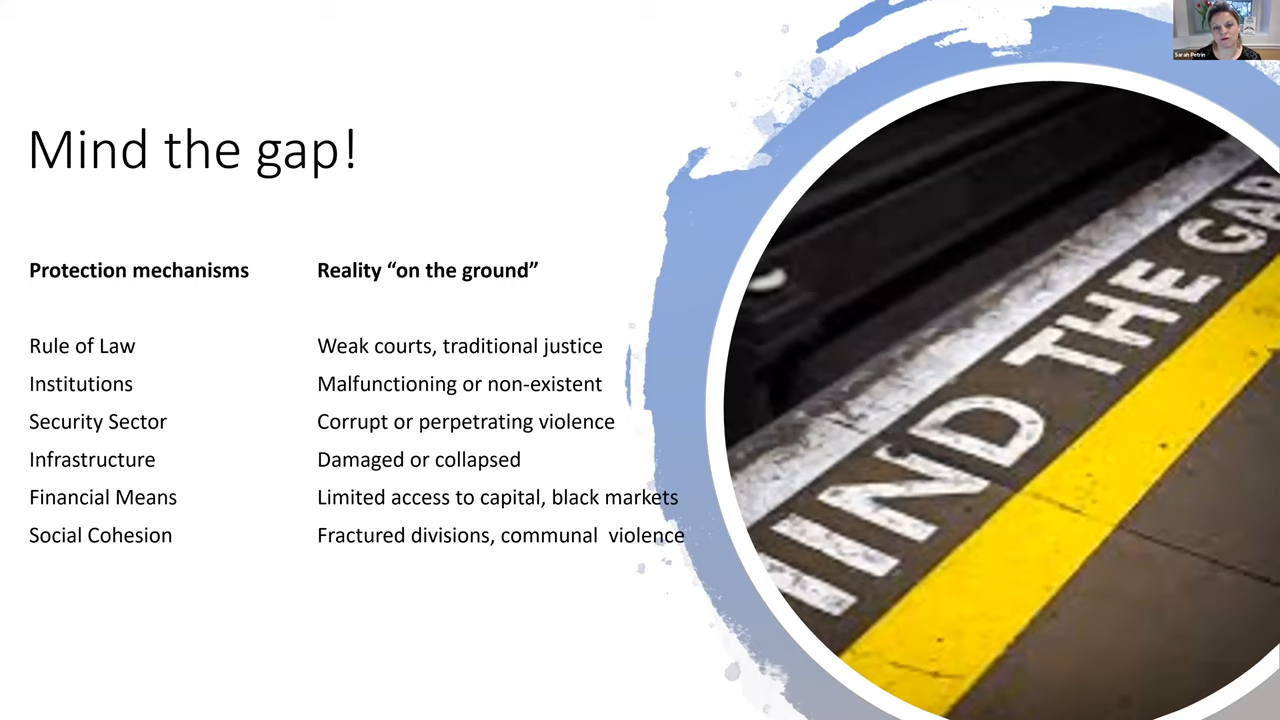 Sarah Petrin
Mind the gap!
Protection mechanisms Reality “on the ground”
Rule of Law Weak courts, traditional justice
Institutions Malfunctioning or non-existent
Security Sector Corrupt or perpetrating violence
Infrastructure Damaged or collapsed
Financial Means Limited access to capital, black markets
Social Cohesion Fractured divisions, communal  violence
MIND THE GAP